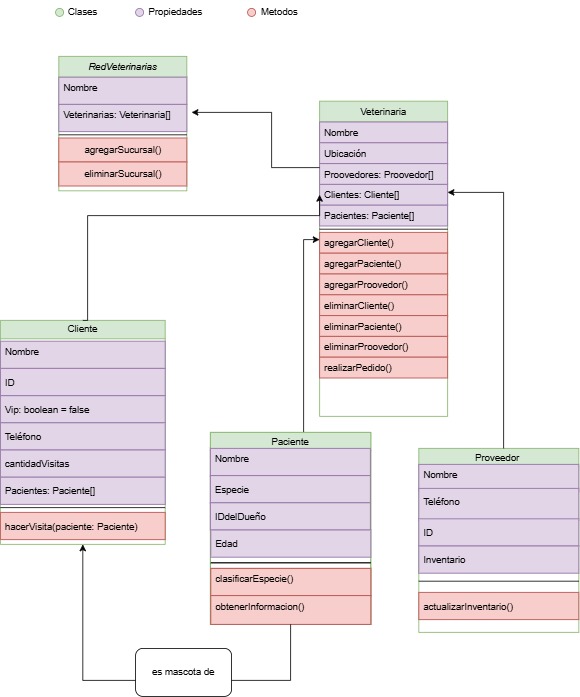 Clases
Propiedades
Metodos
RedVeterinarias
Nombre
Veterinarias: Veterinaria[]
agregarSucursal()
eliminarSucursal()
Veterinaria
Nombre
Ubicación
Proovedores: Proovedor[]
Clientes: Cliente[]
Pacientes: Paciente[]
agregarCliente()
agregarPaciente()
agregarProovedor()
eliminarCliente()
eliminarPaciente()
eliminarProovedor()
realizarPedido()
Cliente
Nombre
ID
Vip: boolean = false
Teléfono
cantidadVisitas
Pacientes: Paciente[]
hacerVisita(paciente: Paciente)
Paciente
Nombre
Especie
IDdelDueño
Edad
clasificarEspecie()
obtenerInformacion()
Proveedor
Nombre
Teléfono
ID
Inventario
actualizarInventario()
es mascota de